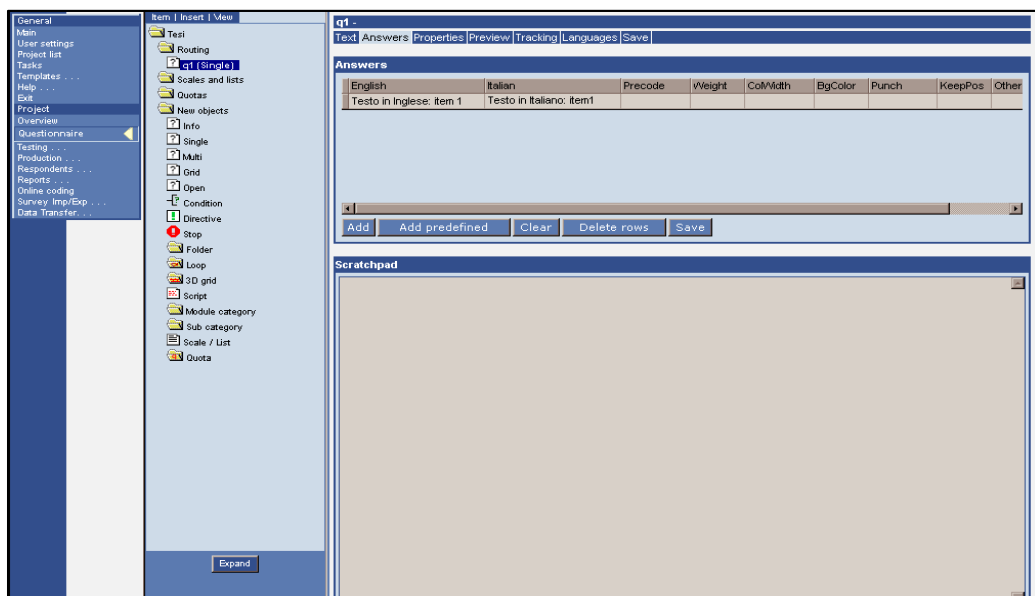 General
Main
User settings
Project list
Tasks
Templates . . .
Help . . .
Exit
Project
Overview
Questionnaire
Testing . . .
Production . . .
Respondents . . .
Reports . . .
Online coding
Survey Imp/Exp . . .
Data Transfer. . .
Item | Insert | View
Tesi
Routing
q1 (Single)
Scales and lists
Quotas
New objects
Info
Single
Multi
Grid
Open
Condition
Directive
Stop
Folder
Loop
3D grid
Script
Module category
Sub category
Scale / List
Quota
Expand
q1 -
Text Answers Properties Preview Tracking Languages Save
Answers
English Italian Precode Weight ColWidth BgColor Punch KeepPos Other
Testo in Inglese: item 1 Testo in Italiano: item1
Add Add predefined Clear Delete rows Save
Scratchpad